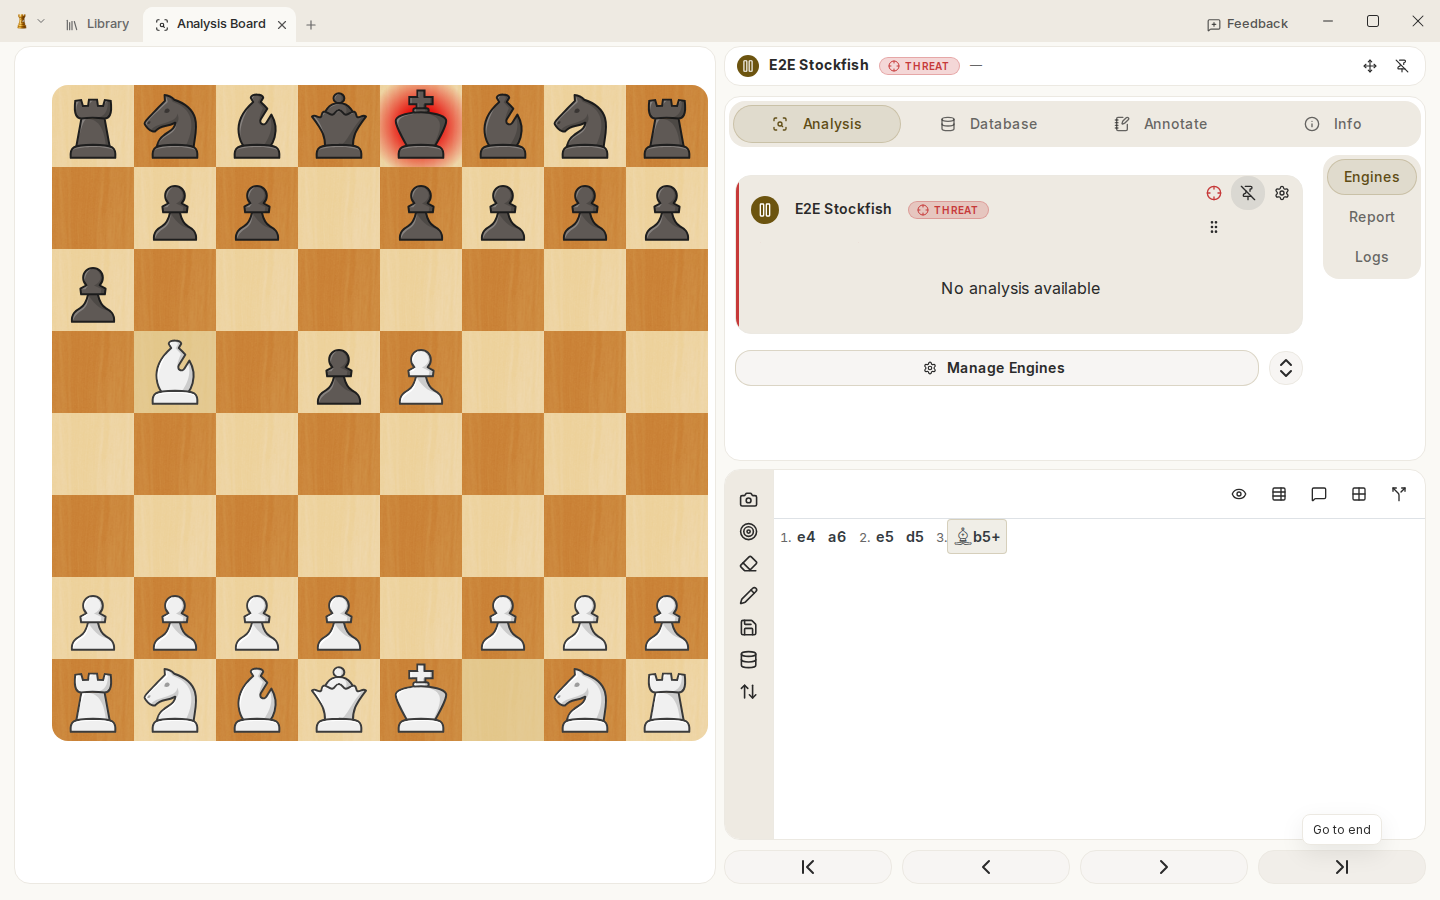 Library
Analysis Board
Feedback
E2E Stockfish
THREAT
—
Analysis
Database
Annotate
Info
E2E Stockfish
THREAT
No analysis available
Engines
Report
Logs
Manage Engines
1. e4 a6 2. e5 d5 3. ♗b5+
Go to end